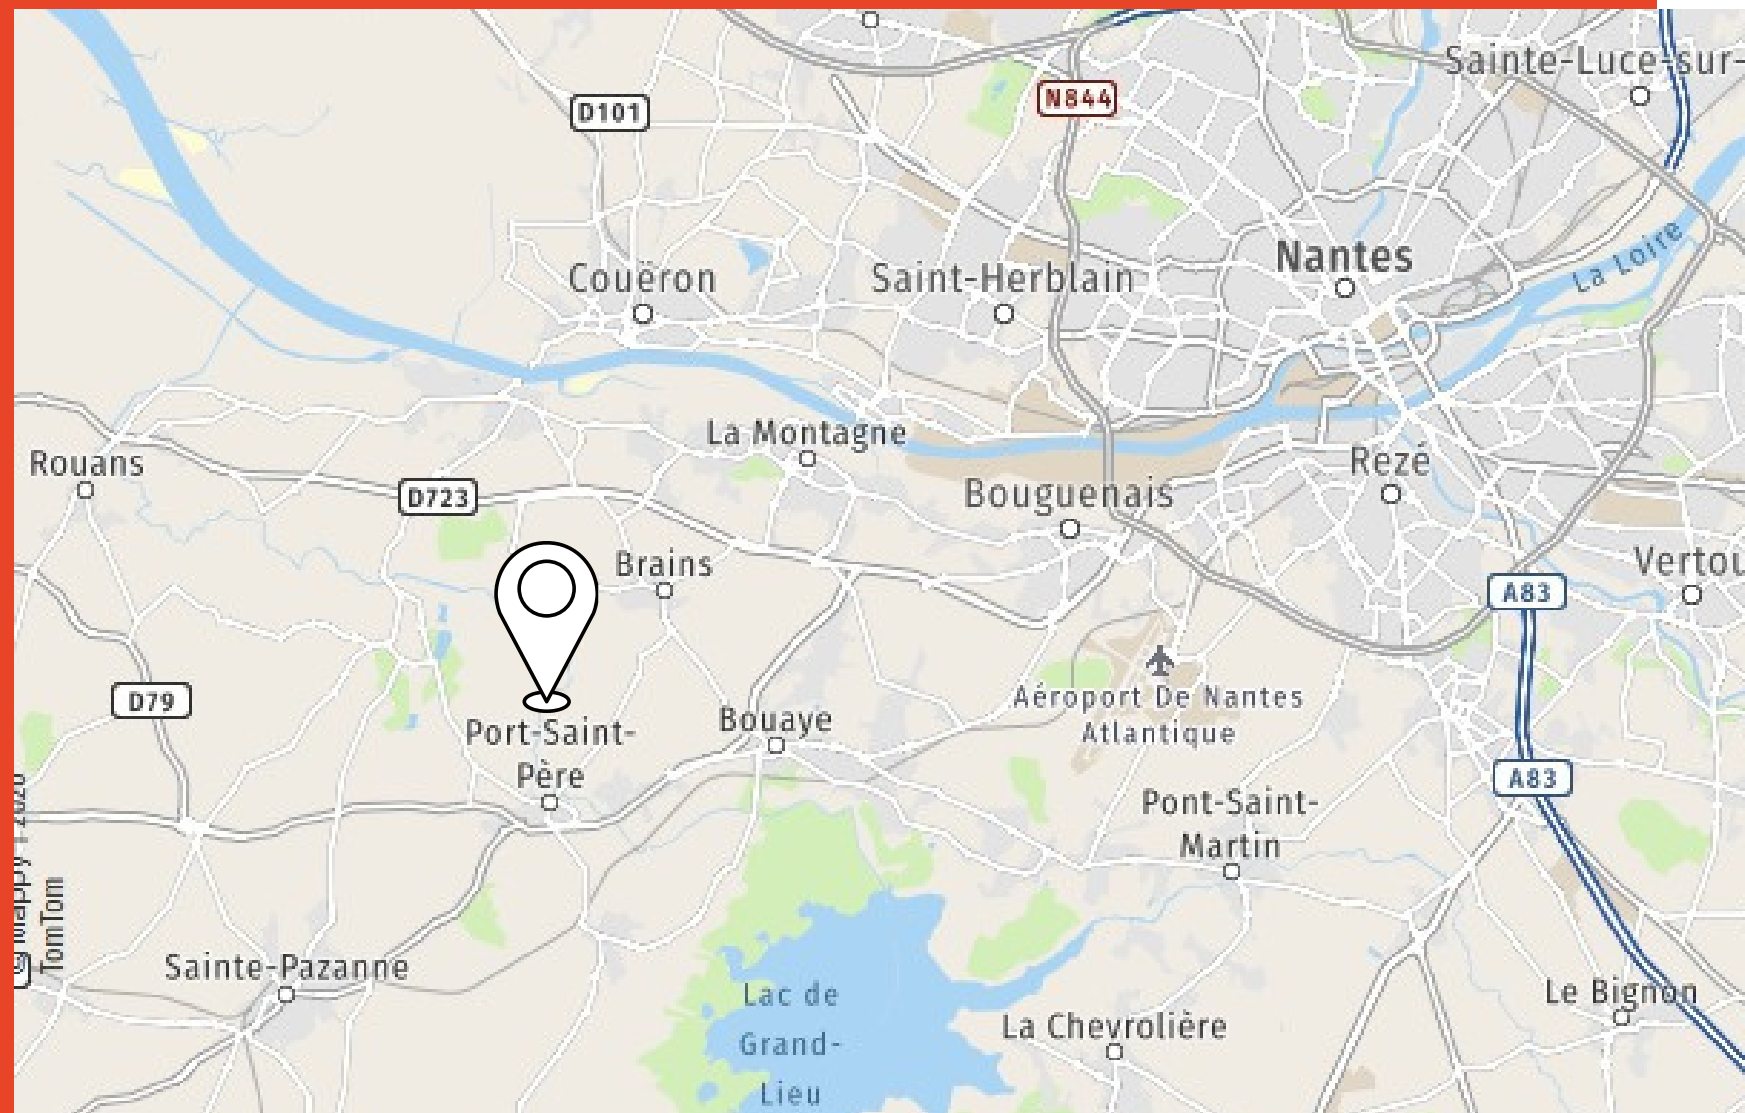 Sainte-Luce-sur-
N844
D101
Nantes
La Loire
Couëron
Saint-Herblain
La Montagne
Rouans
Rezé
D723
Bouguenais
Brains
Vertou
A83
D79
Aéroport De Nantes
Atlantique
Port-Saint-
Père
Bouaye
A83
Pont-Saint-
Martin
© Mappy | 2020
TomTom
Sainte-Pazanne
Lac de
Grand-
Lieu
La Chevrolière
Le Bignon